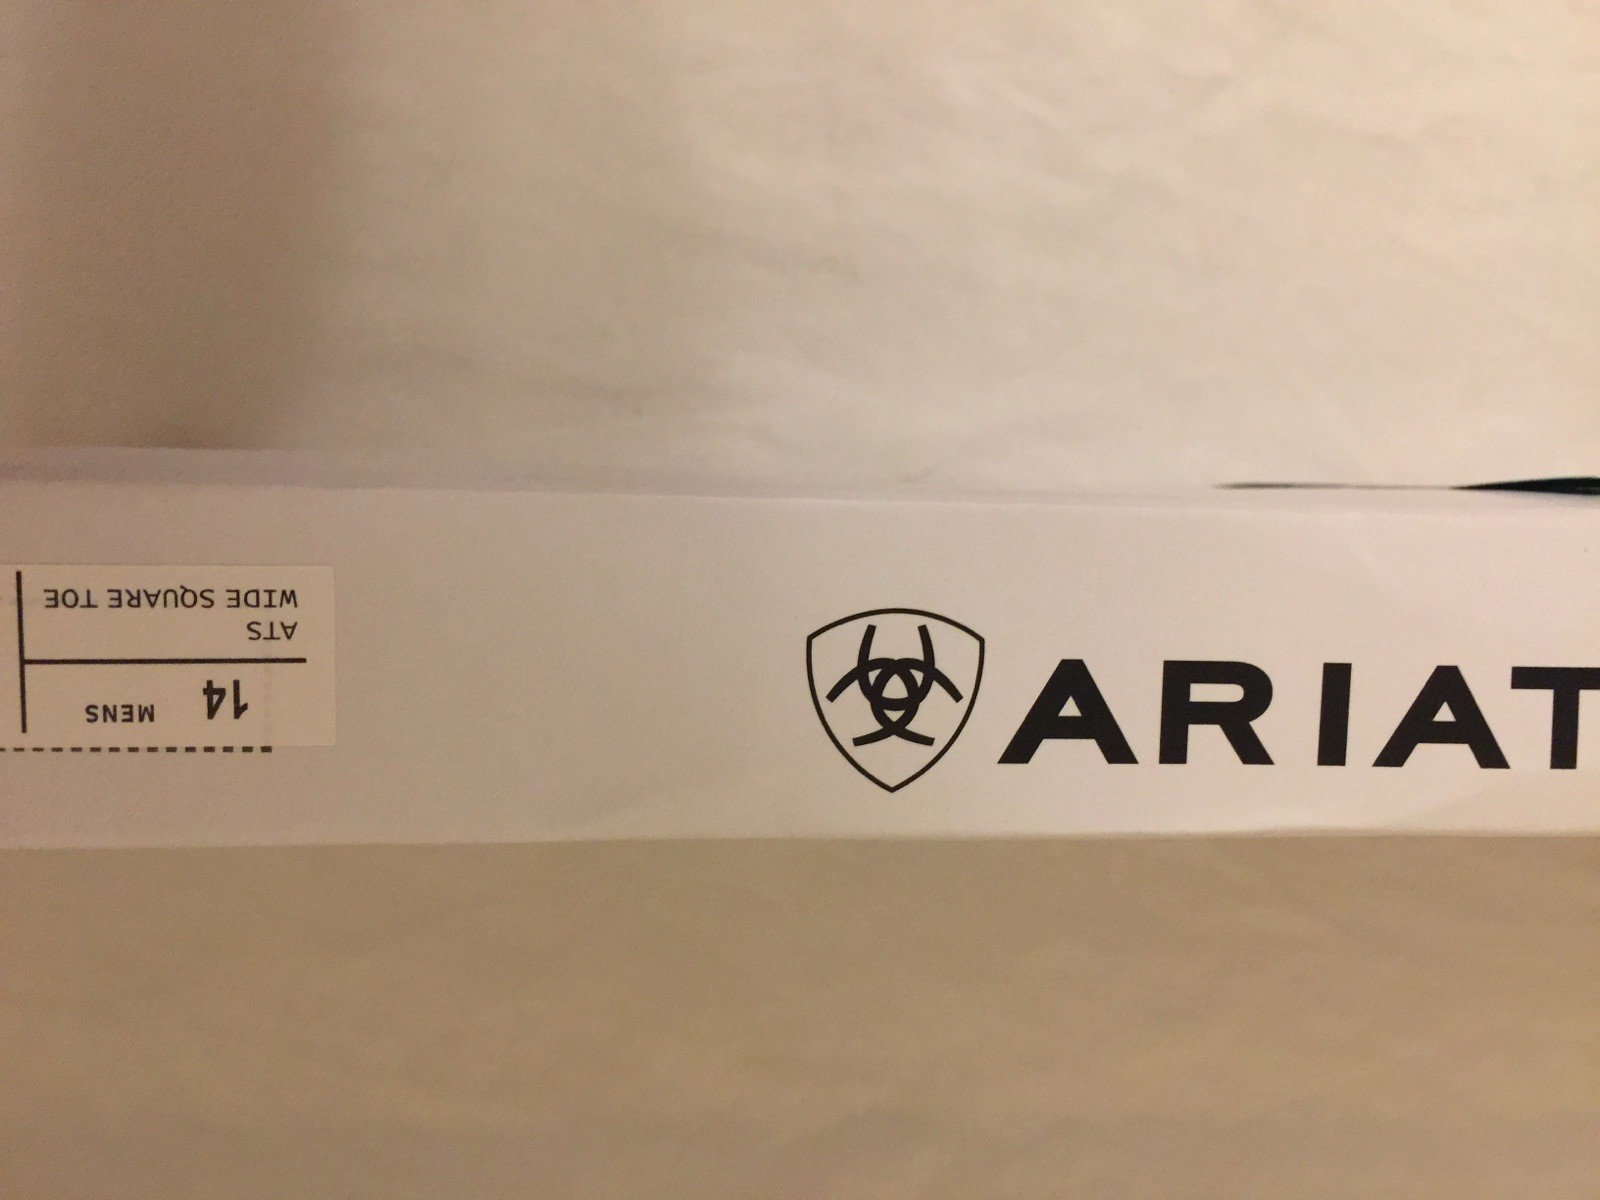 ARIAT
ATS
WIDE SQUARE TOE
14 MENS